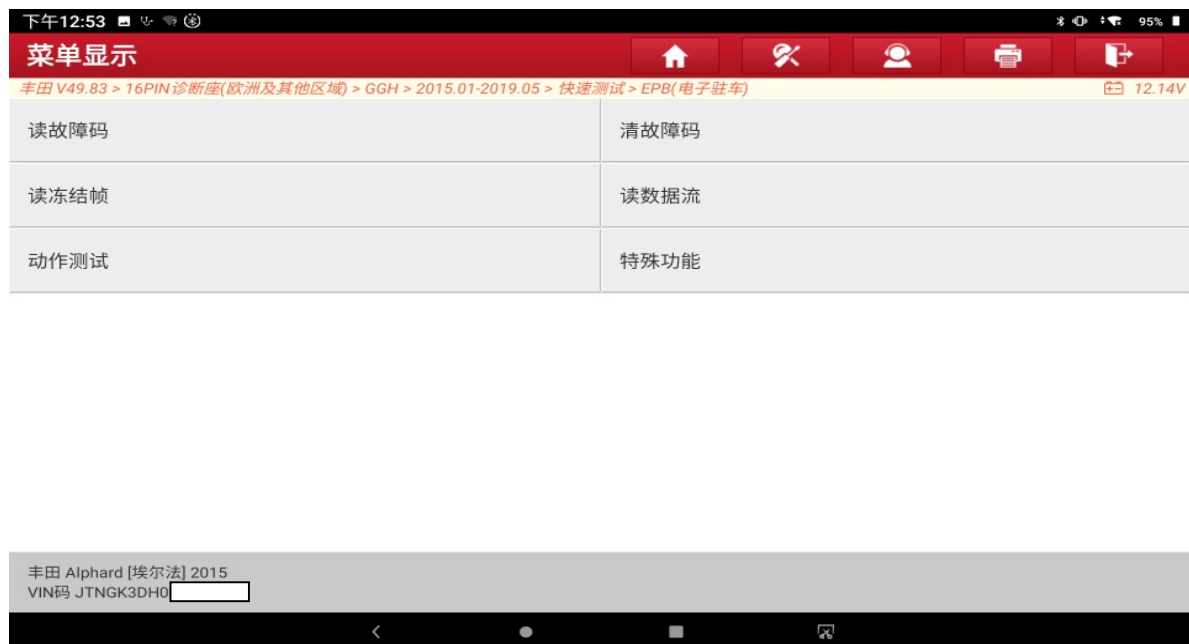 下午12:53
95%
菜单显示
丰田 V49.83 > 16PIN诊断座(欧洲及其他区域) > GGH > 2015.01-2019.05 > 快速测试 > EPB(电子驻车)
12.14V
读故障码
清故障码
读冻结帧
读数据流
动作测试
特殊功能
丰田 Alphard [埃尔法] 2015
VIN码 JTNGK3DH0